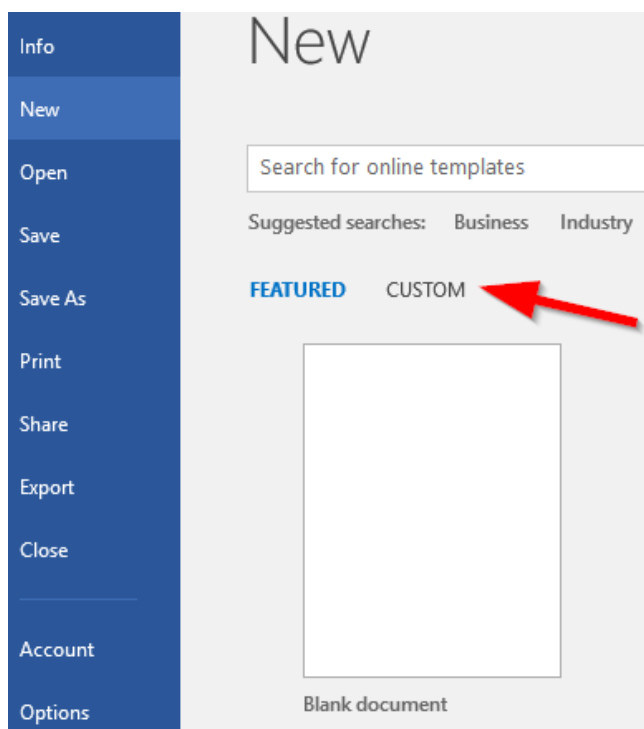 Info
New
Open
Save
Save As
Print
Share
Export
Close
Account
Options
New
Search for online templates
Suggested searches: Business Industry
FEATURED CUSTOM
Blank document